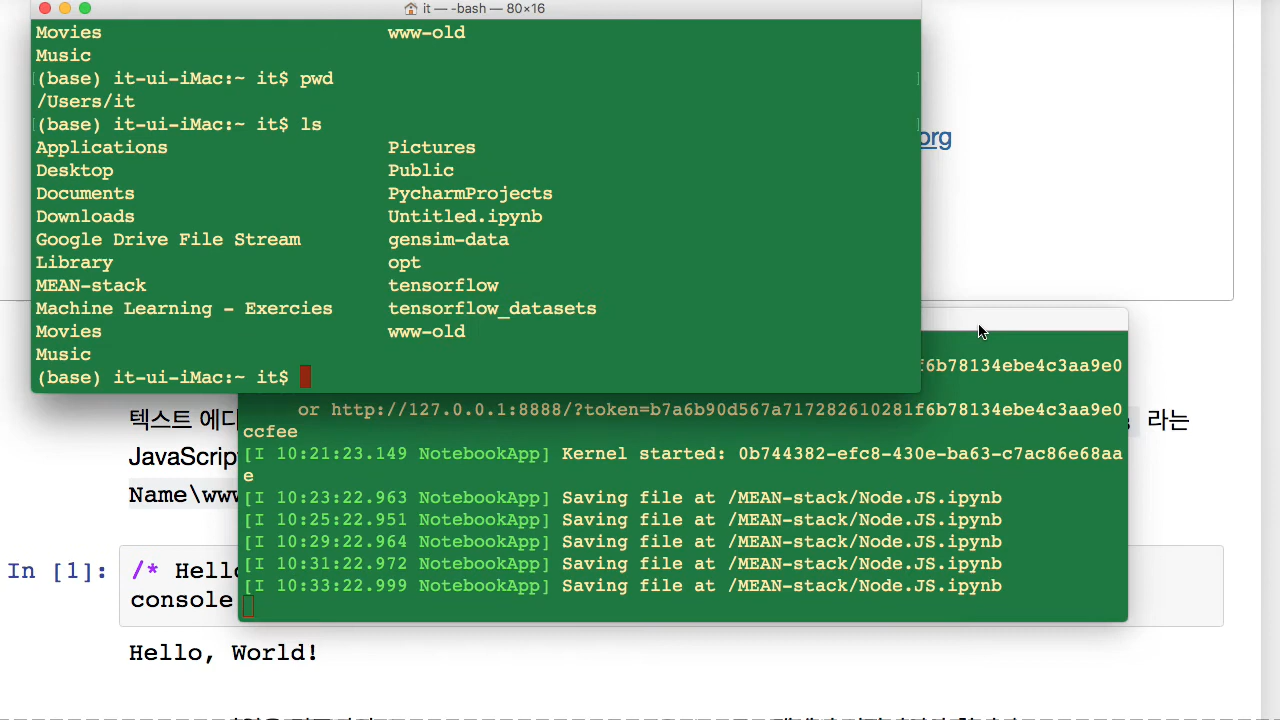 it — -bash — 80×16
Movies www-old
Music
(base) it-ui-iMac:~ it$ pwd
/Users/it
(base) it-ui-iMac:~ it$ ls
Applications Pictures
Desktop Public
Documents PycharmProjects
Downloads Untitled.ipynb
Google Drive File Stream gensim-data
Library opt
MEAN-stack tensorflow
Machine Learning - Exercies tensorflow_datasets
Movies www-old
Music
(base) it-ui-iMac:~ it$
org
f6b78134ebe4c3aa9e0
or http://127.0.0.1:8888/?token=b7a6b90d567a717282610281f6b78134ebe4c3aa9e0
ccfee
[I 10:21:23.149 NotebookApp] Kernel started: 0b744382-efc8-430e-ba63-c7ac86e68aa
e
[I 10:23:22.963 NotebookApp] Saving file at /MEAN-stack/Node.JS.ipynb
[I 10:25:22.951 NotebookApp] Saving file at /MEAN-stack/Node.JS.ipynb
[I 10:29:22.964 NotebookApp] Saving file at /MEAN-stack/Node.JS.ipynb
[I 10:31:22.972 NotebookApp] Saving file at /MEAN-stack/Node.JS.ipynb
[I 10:33:22.999 NotebookApp] Saving file at /MEAN-stack/Node.JS.ipynb
텍스트 에디 라는
JavaScrip
Name\www
In [1]: /* Hello
console
Hello, World!